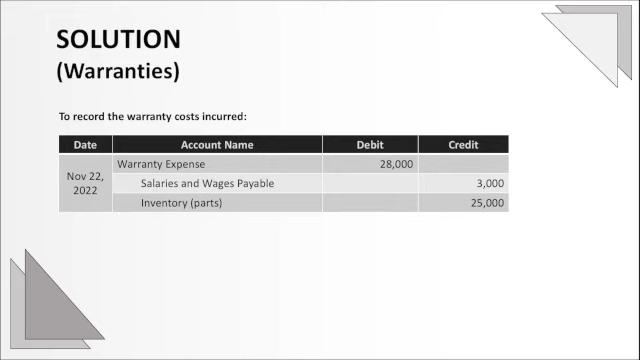 SOLUTION
(Warranties)
To record the warranty costs incurred:
Date Account Name Debit Credit
Nov 22, 2022 Warranty Expense 28,000
Salaries and Wages Payable 3,000
Inventory (parts) 25,000